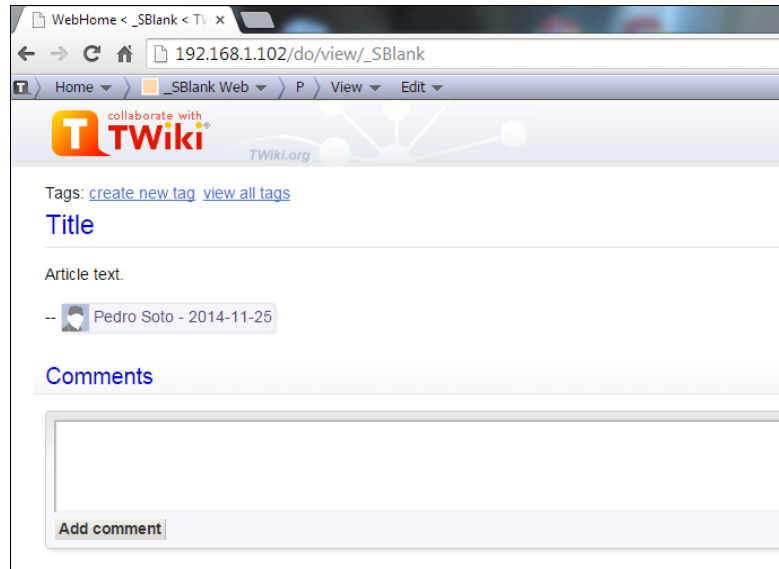 WebHome < _SBlank < TV
192.168.1.102/do/view/_SBlank
T Home _SBlank Web P View Edit
collaborate with
T TWiki®
TWiki.org
Tags: create new tag view all tags
Title
Article text.
-- Pedro Soto - 2014-11-25
Comments
Add comment